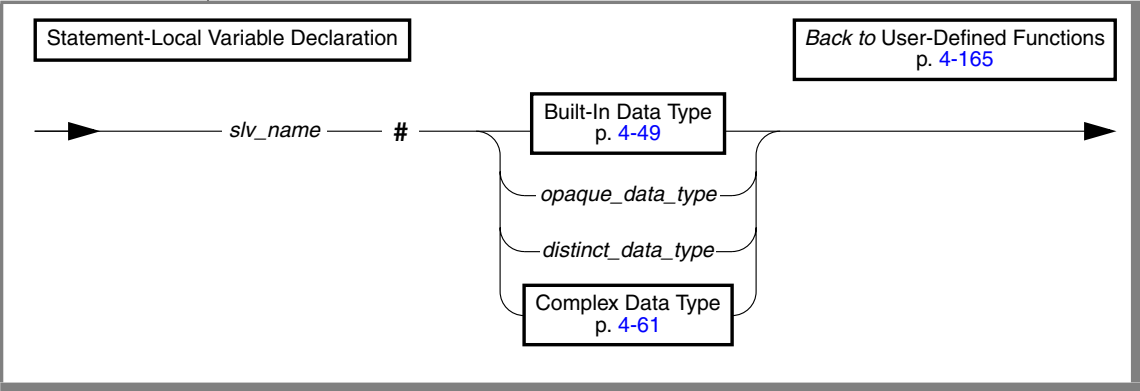 Statement-Local Variable Declaration
Back to User-Defined Functions
p. 4-165
slv_name # Built-In Data Type
p. 4-49
opaque_data_type
distinct_data_type
Complex Data Type
p. 4-61